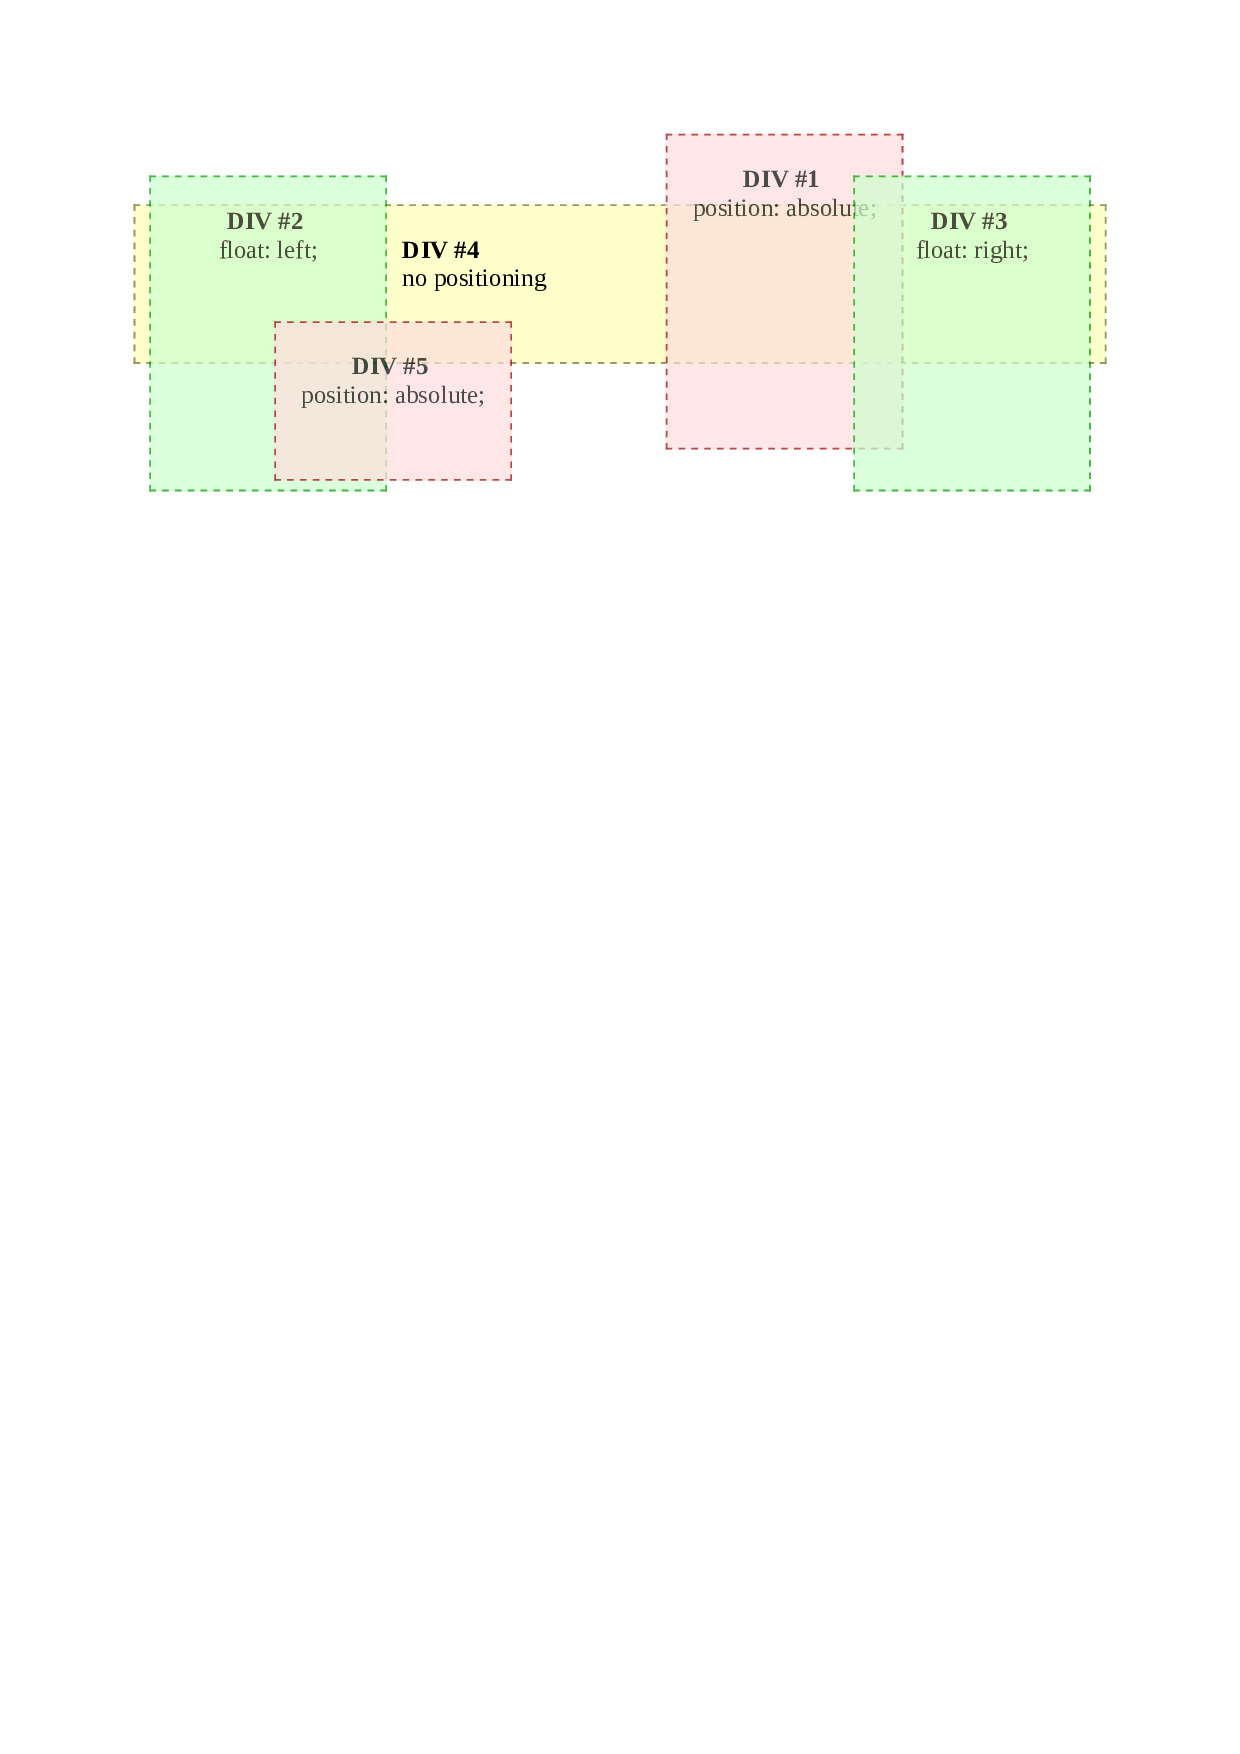 DIV #1
position: absolute;
DIV #2
float: left;
DIV #3
float: right;
DIV #4
no positioning
DIV #5
position: absolute;